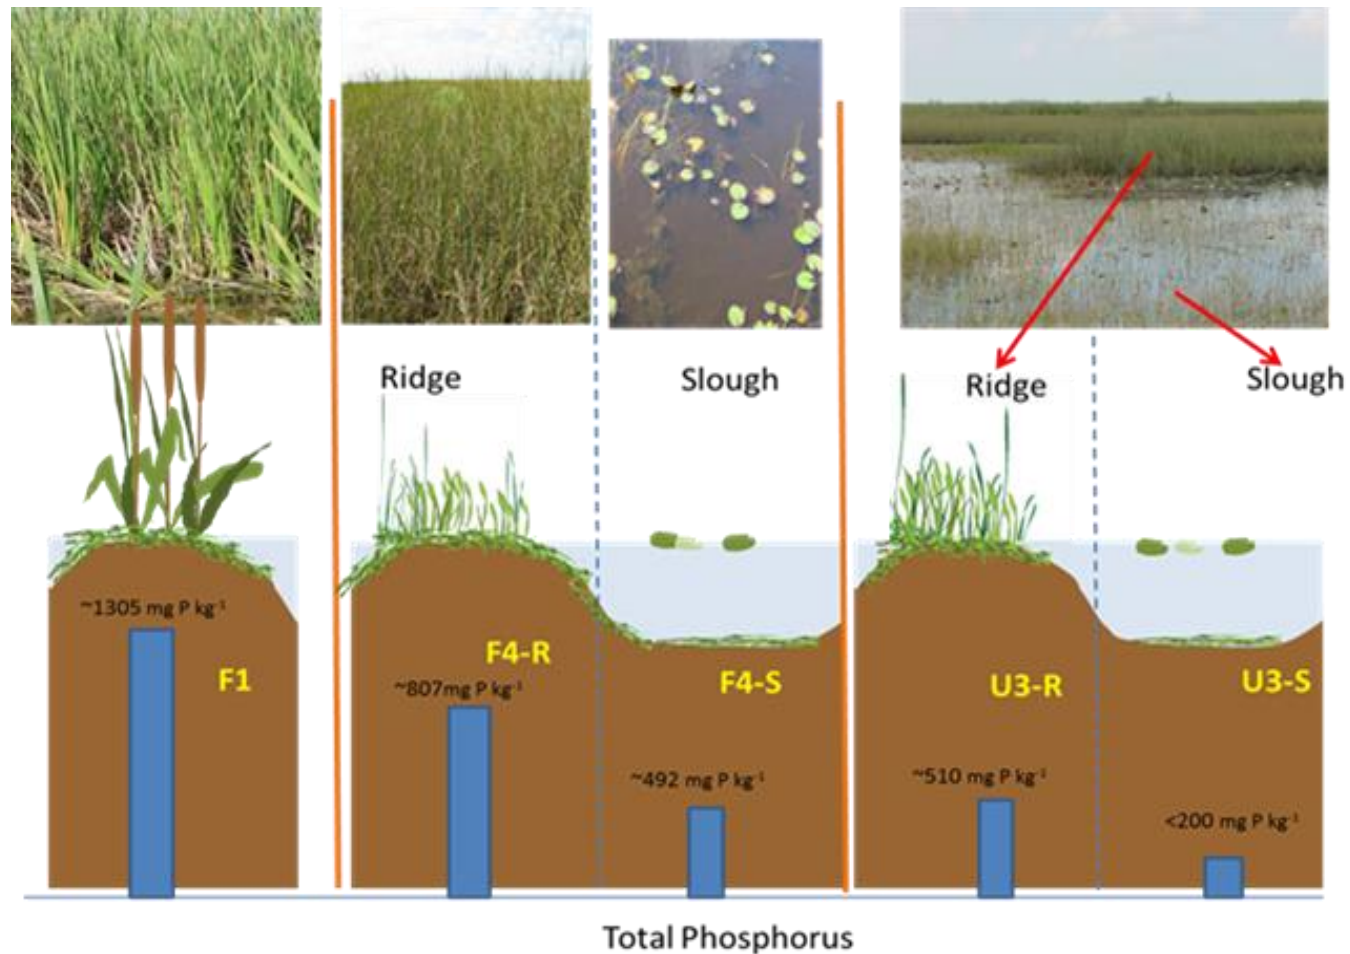 Ridge
Slough
Ridge
Slough
~1305 mg P kg⁻¹
F1
F4-R
~807mg P kg⁻¹
F4-S
~492 mg P kg⁻¹
U3-R
~510 mg P kg⁻¹
U3-S
<200 mg P kg⁻¹
Total Phosphorus